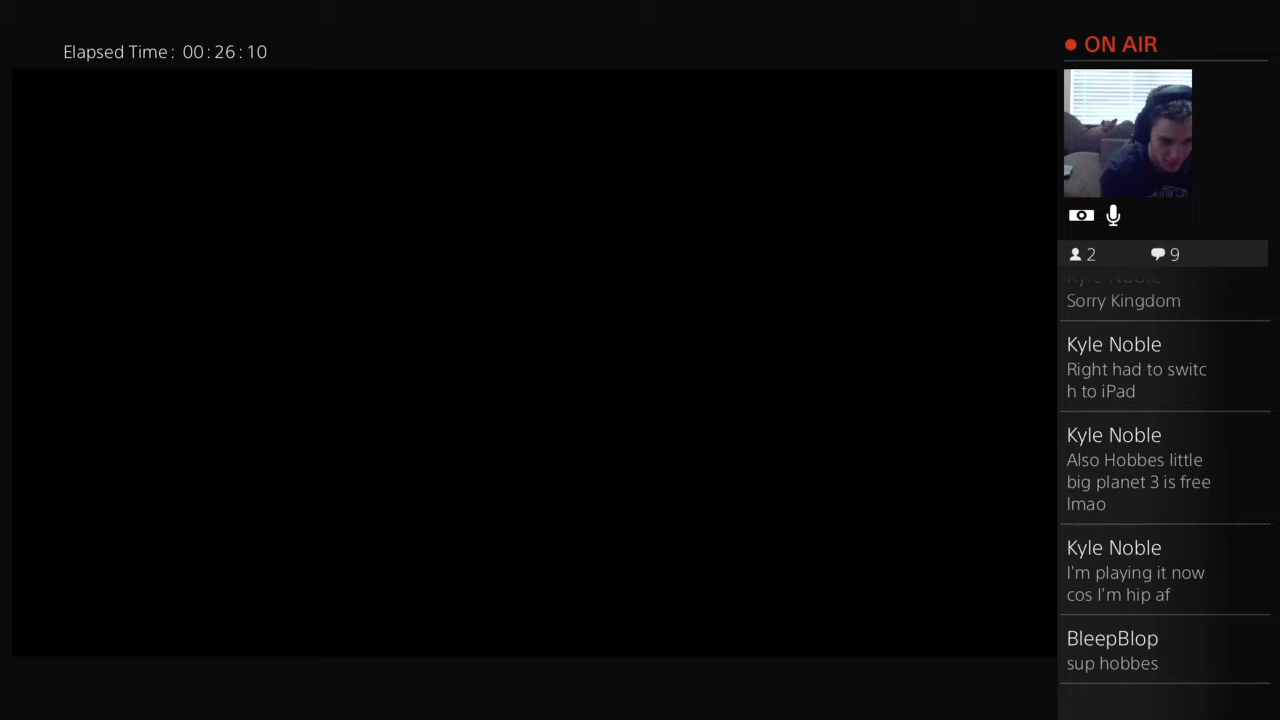 Elapsed Time: 00:26:10
ON AIR
2 9
Kyle Noble
Sorry Kingdom
Kyle Noble
Right had to switc
h to iPad
Kyle Noble
Also Hobbes little
big planet 3 is free
lmao
Kyle Noble
I'm playing it now
cos I'm hip af
BleepBlop
sup hobbes